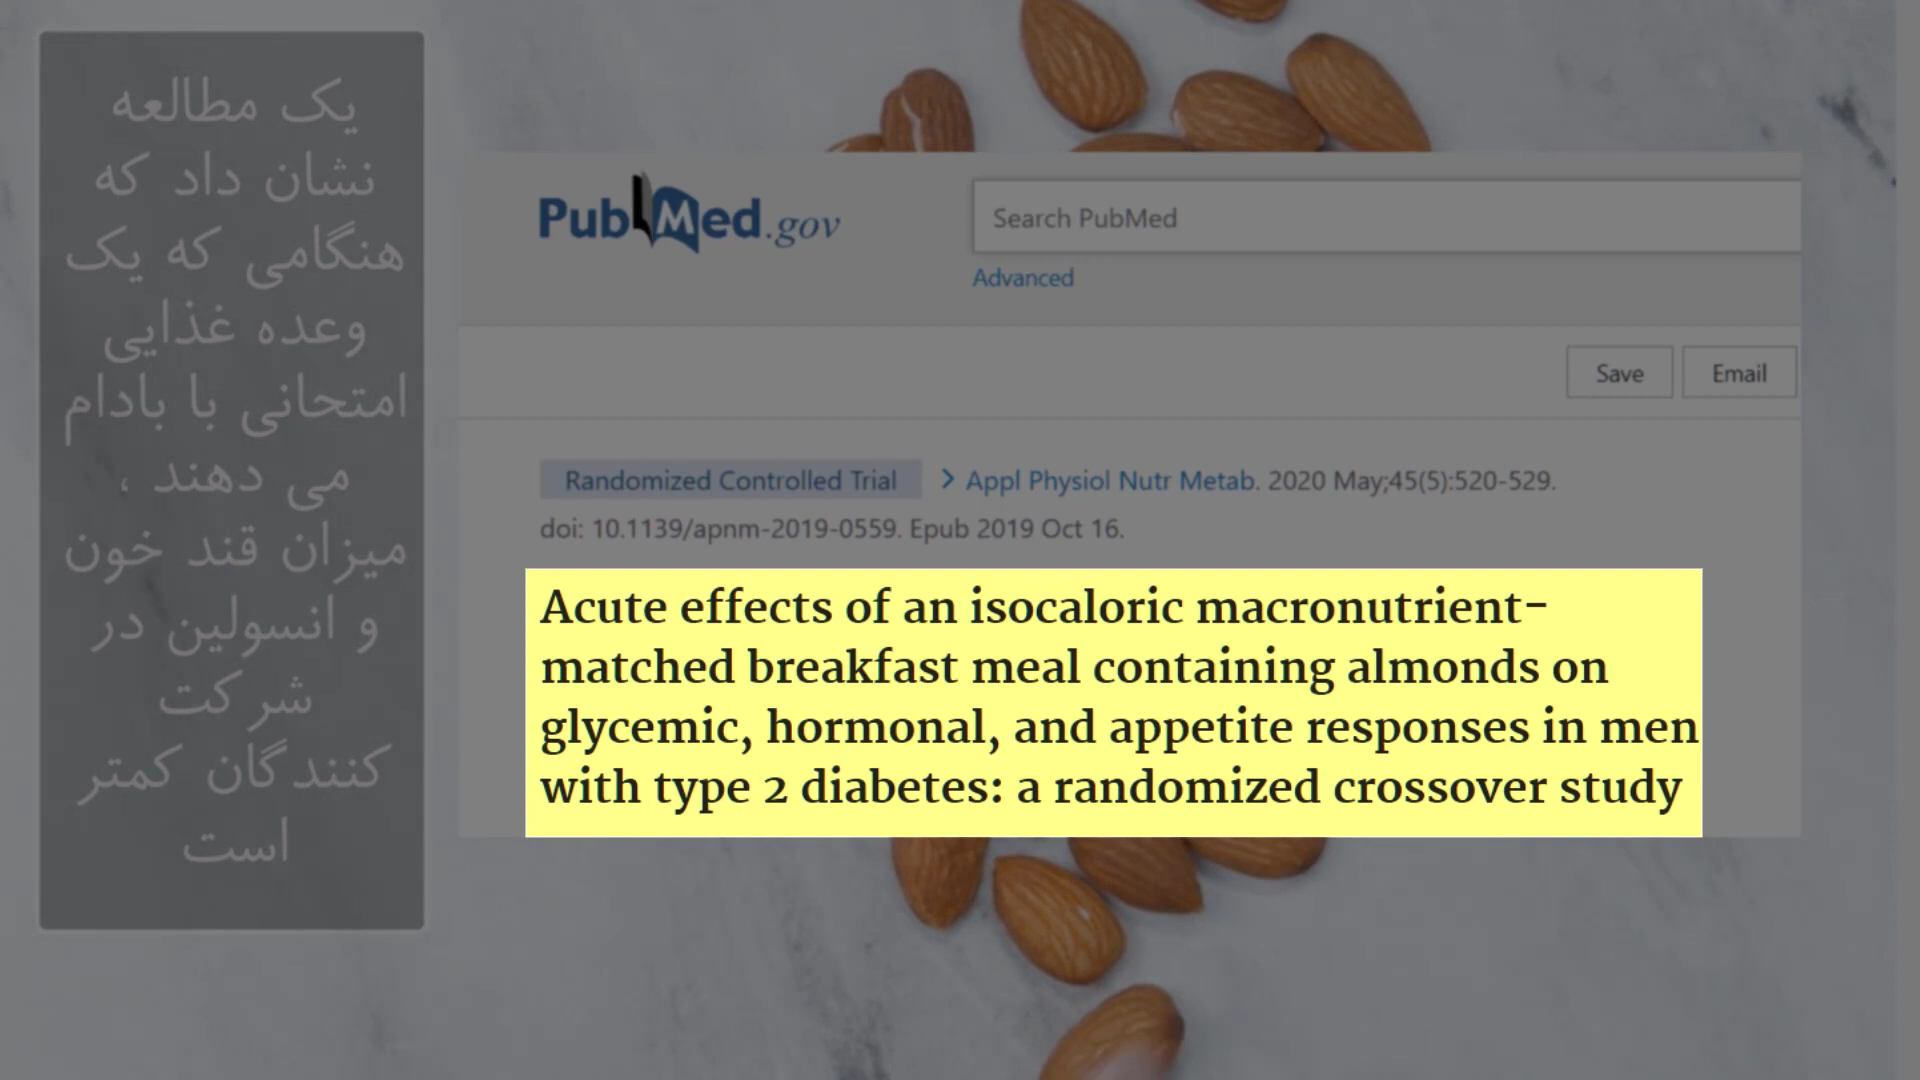 یک مطالعه
نشان داد که
هنگامی که یک
وعده غذایی
امتحانی با بادام
می دهند ،
میزان قند خون
و انسولین در
شرکت
کنندگان کمتر
است
PubMed.gov
Search PubMed
Advanced
Save
Email
Randomized Controlled Trial > Appl Physiol Nutr Metab. 2020 May;45(5):520-529.
doi: 10.1139/apnm-2019-0559. Epub 2019 Oct 16.
Acute effects of an isocaloric macronutrient-
matched breakfast meal containing almonds on
glycemic, hormonal, and appetite responses in men
with type 2 diabetes: a randomized crossover study